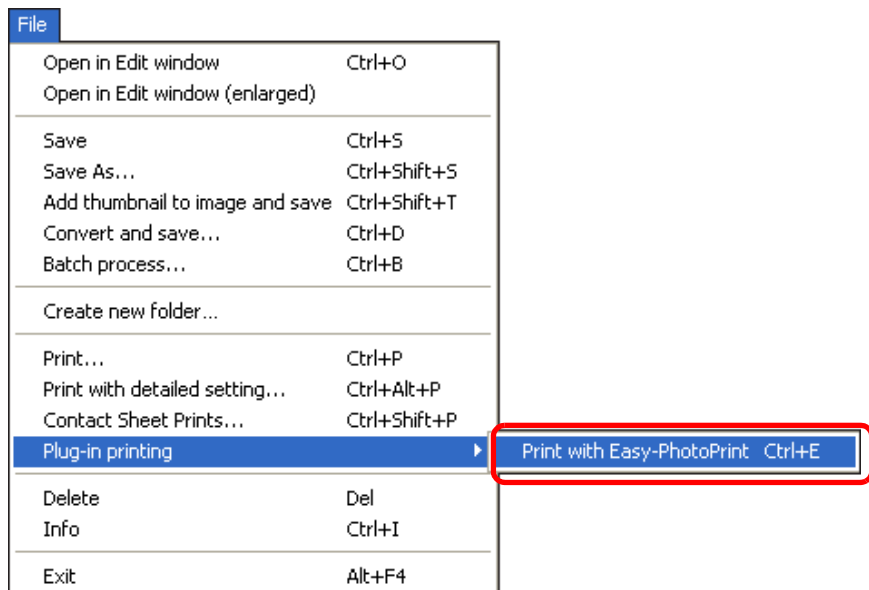 File
Open in Edit window Ctrl+O
Open in Edit window (enlarged)
Save Ctrl+S
Save As... Ctrl+Shift+S
Add thumbnail to image and save Ctrl+Shift+T
Convert and save... Ctrl+D
Batch process... Ctrl+B
Create new folder...
Print... Ctrl+P
Print with detailed setting... Ctrl+Alt+P
Contact Sheet Prints... Ctrl+Shift+P
Plug-in printing Print with Easy-PhotoPrint Ctrl+E
Delete Del
Info Ctrl+I
Exit Alt+F4